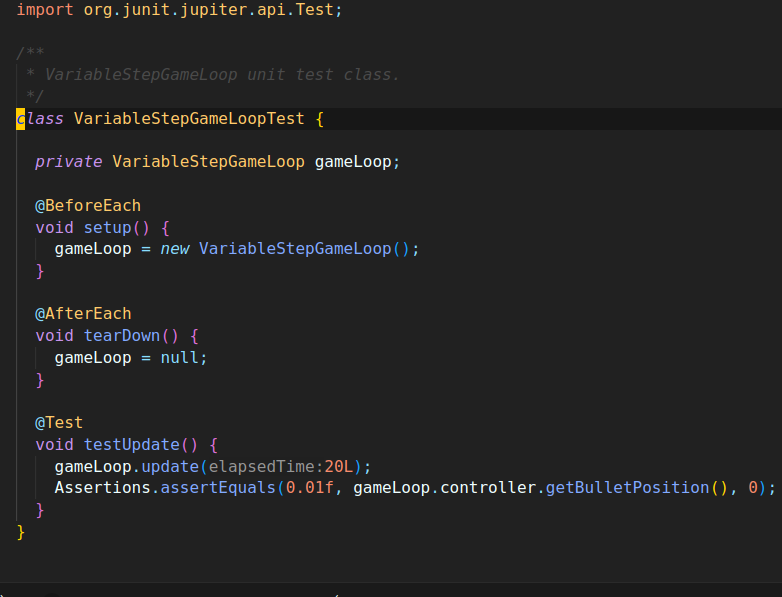 import org.junit.jupiter.api.Test;
/**
 * VariableStepGameLoop unit test class.
 */
class VariableStepGameLoopTest {
  private VariableStepGameLoop gameLoop;
  @BeforeEach
  void setup() {
    gameLoop = new VariableStepGameLoop();
  }
  @AfterEach
  void tearDown() {
    gameLoop = null;
  }
  @Test
  void testUpdate() {
    gameLoop.update(elapsedTime:20L);
    Assertions.assertEquals(0.01f, gameLoop.controller.getBulletPosition(), 0);
  }
}